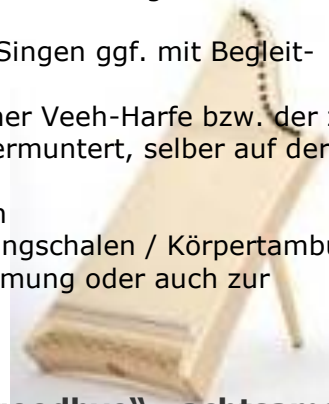 Singen ggf. mit Begleit-
ner Veeh-Harfe bzw. der
ermuntert, selber auf der
ngschalen / Körpertambu
mung oder auch zur